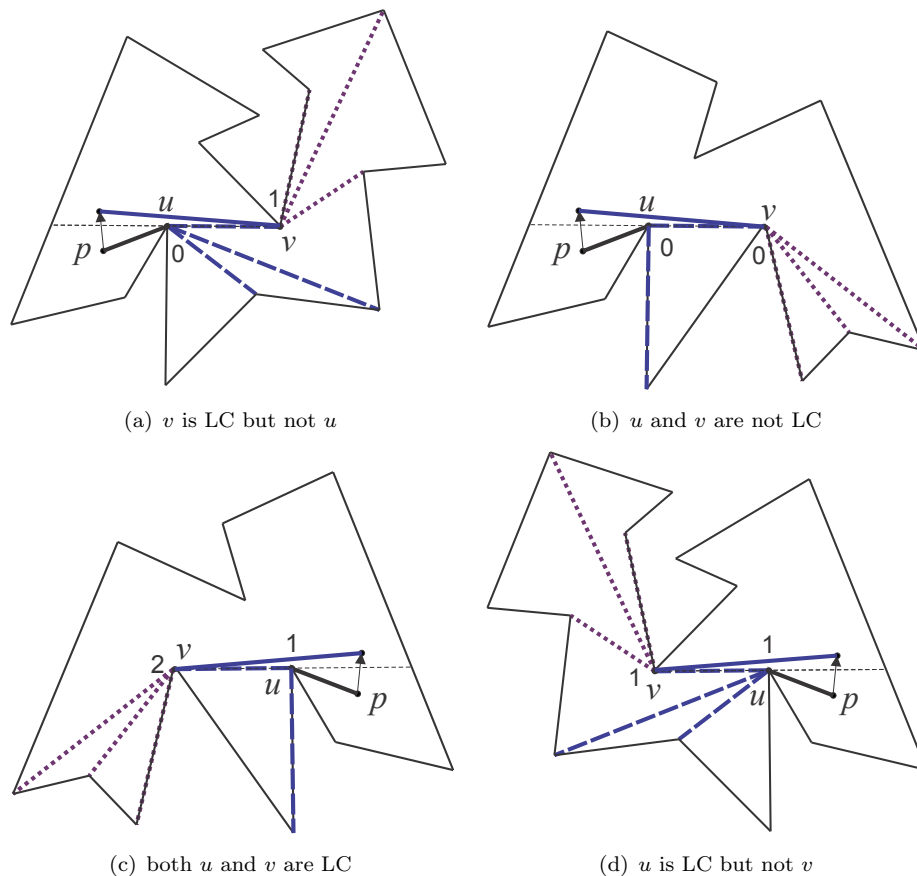 u
1
p
0
v
(a) v is LC but not u
u
v
p
0
0
(b) u and v are not LC
v
1
2
u
p
(c) both u and v are LC
1
1
v
u
p
(d) u is LC but not v